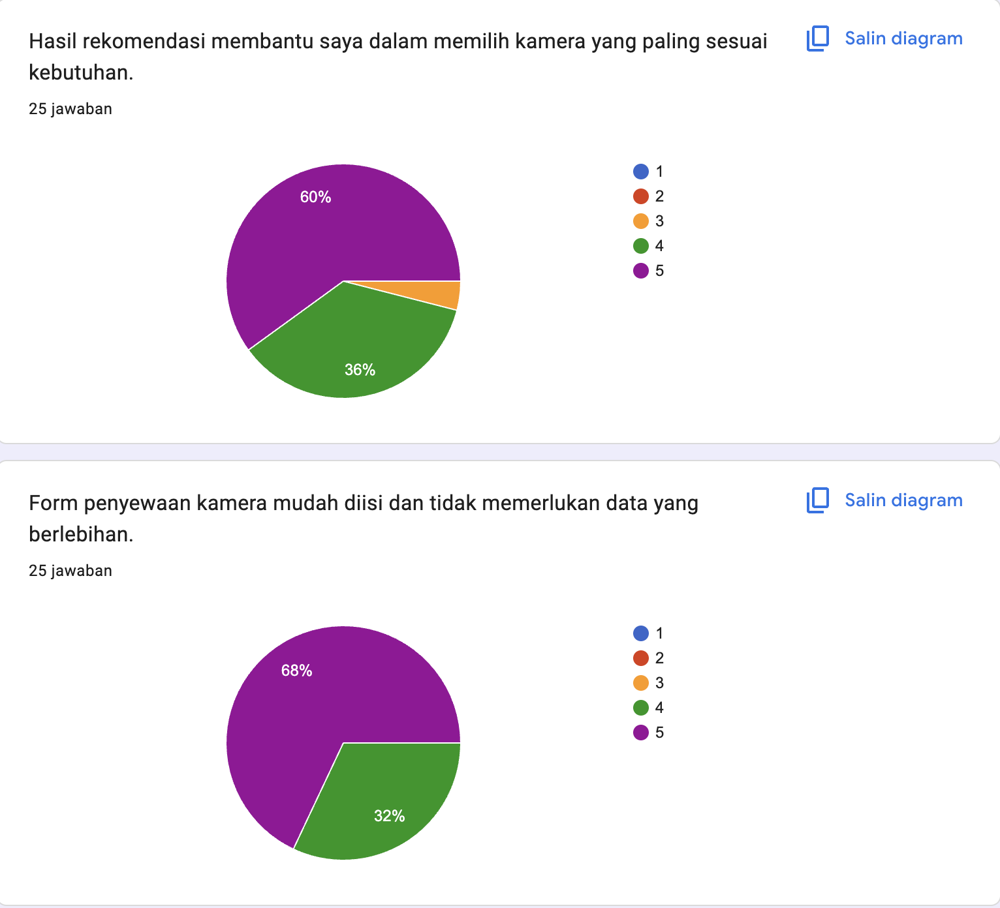 Hasil rekomendasi membantu saya dalam memilih kamera yang paling sesuai
kebutuhan.
Salin diagram
25 jawaban
60%
36%
1
2
3
4
5
Form penyewaan kamera mudah diisi dan tidak memerlukan data yang
berlebihan.
Salin diagram
25 jawaban
68%
32%
1
2
3
4
5